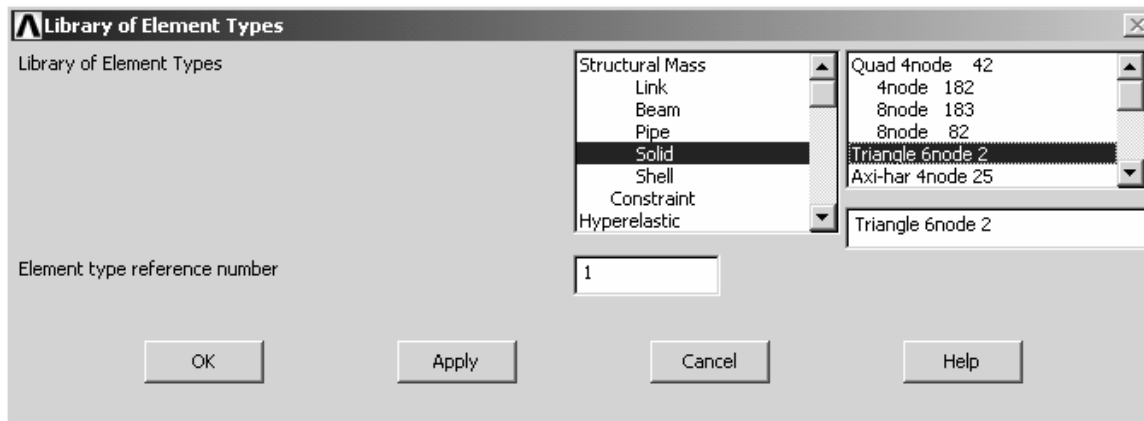 Library of Element Types
Library of Element Types
Structural Mass
Link
Beam
Pipe
Solid
Shell
Constraint
Hyperelastic
Quad 4node 42
4node 182
8node 183
8node 82
Triangle 6node 2
Axi-har 4node 25
Triangle 6node 2
Element type reference number
1
OK
Apply
Cancel
Help